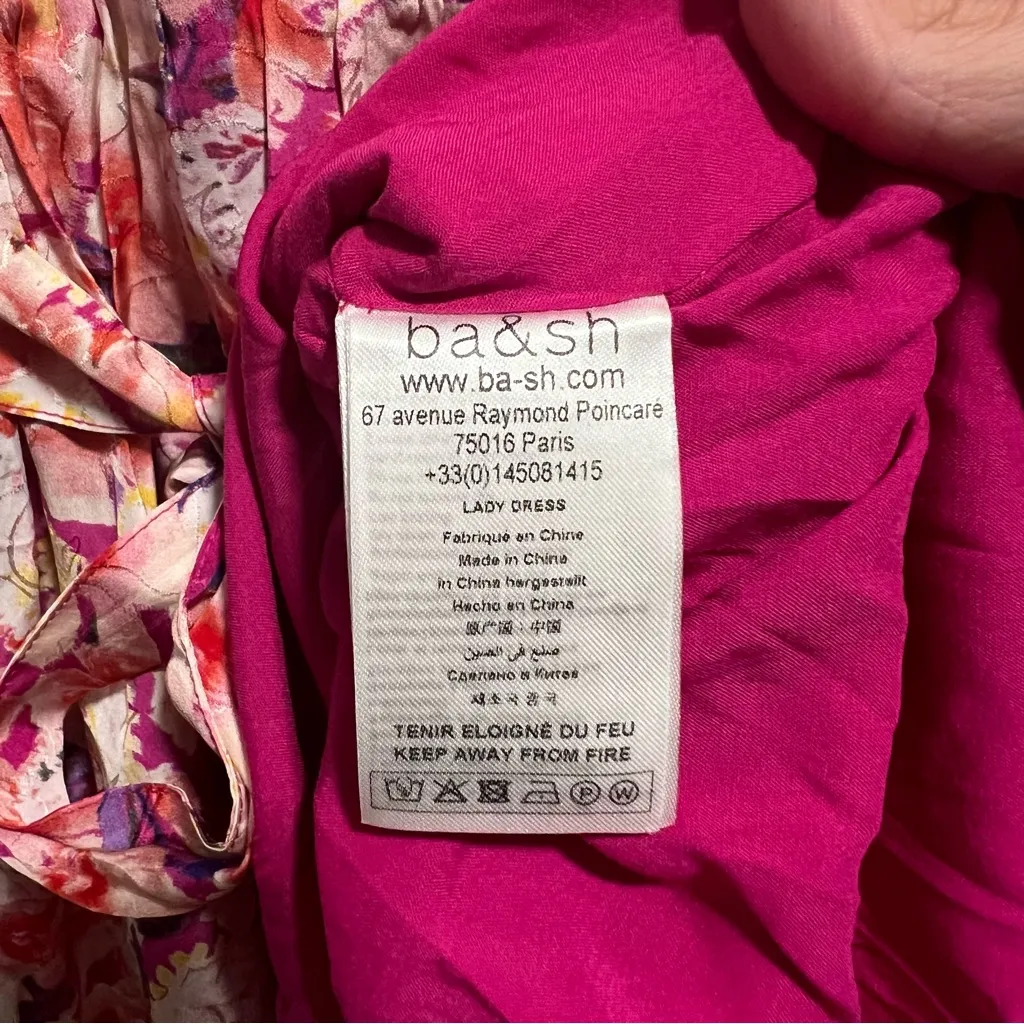 ba&sh
www.ba-sh.com
67 avenue Raymond Poincare
75016 Paris
+33(0)145081415
LADY DRESS
Fabriqué en Chine
Made in China
in China hergestellt
Hecho en China
原产国：中国
صنع في الصين
Сделано в Китае
제조국 중국
TENIR ELOIGNÉ DU FEU
KEEP AWAY FROM FIRE
P W